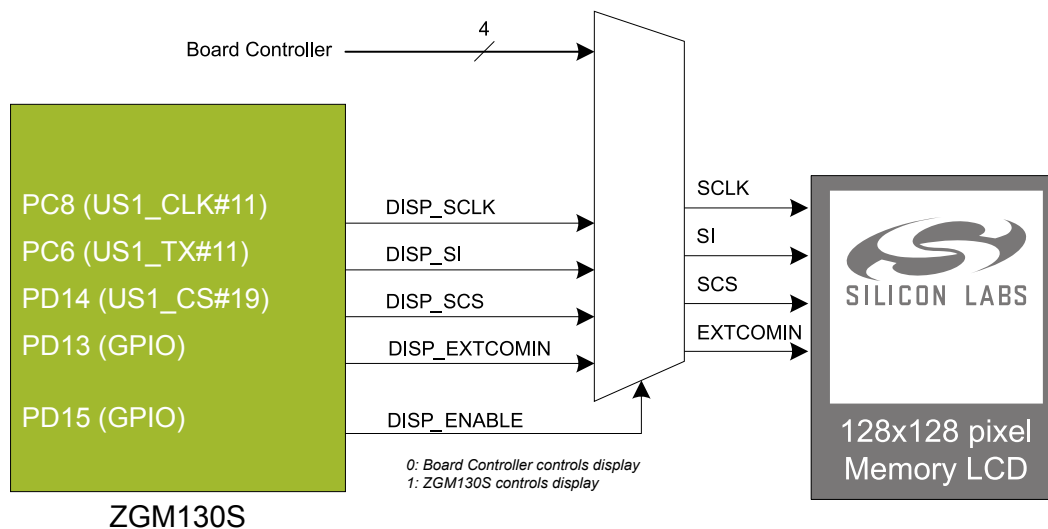 4
Board Controller
PC8 (US1_CLK#11)
PC6 (US1_TX#11)
PD14 (US1_CS#19)
PD13 (GPIO)
PD15 (GPIO)
ZGM130S
DISP_SCLK
DISP_SI
DISP_SCS
DISP_EXTCOMIN
DISP_ENABLE
0: Board Controller controls display
1: ZGM130S controls display
SCLK
SI
SCS
EXTCOMIN
SILICON LABS
128x128 pixel
Memory LCD